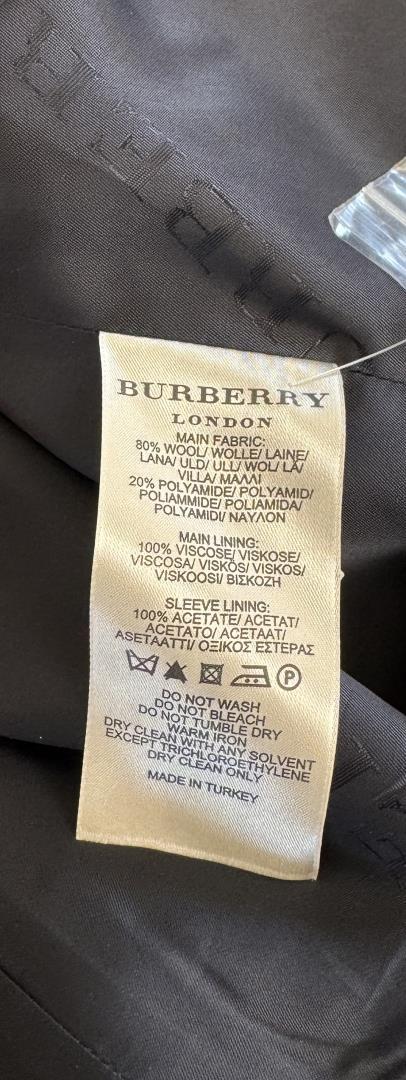 BURBERRY
BURBERRY
LONDON
MAIN FABRIC:
80% WOOL/ WOLLE/ LAINE/
LANA/ ULD/ ULL/ WOL/ LÃ/
VILLA/ ΜΑΛΛΙ
20% POLYAMIDE/ POLYAMID/
POLIAMMIDE/ POLIAMIDA/
POLYAMIDI/ ΝΑΥΛΟΝ
MAIN LINING:
100% VISCOSE/ VISKOSE/
VISCOSA/ VISKÓS/ VISKOS/
VISKOOSI/ ΒΙΣΚΟΖΗ
SLEEVE LINING:
100% ACETATE/ ACETAT/
ACETATO/ ACETAAT/
ASETAATTI/ ΟΞΙΚΟΣ ΕΣΤΕΡΑΣ
P
DO NOT WASH
DO NOT BLEACH
DO NOT TUMBLE DRY
WARM IRON
DRY CLEAN WITH ANY SOLVENT
EXCEPT TRICHLOROETHYLENE
DRY CLEAN ONLY
MADE IN TURKEY